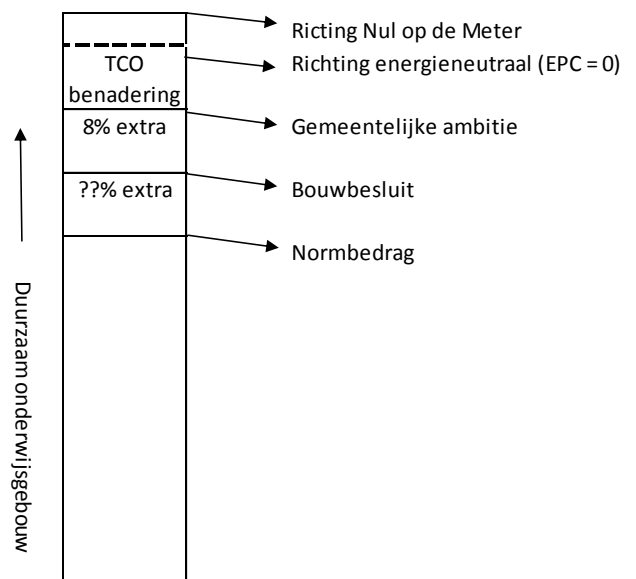 Ricting Nul op de Meter
TCO
benadering
Richting energieneutraal (EPC = 0)
8% extra
Gemeentelijke ambitie
??% extra
Bouwbesluit
Normbedrag
Duurzaam onderwijsgebouw